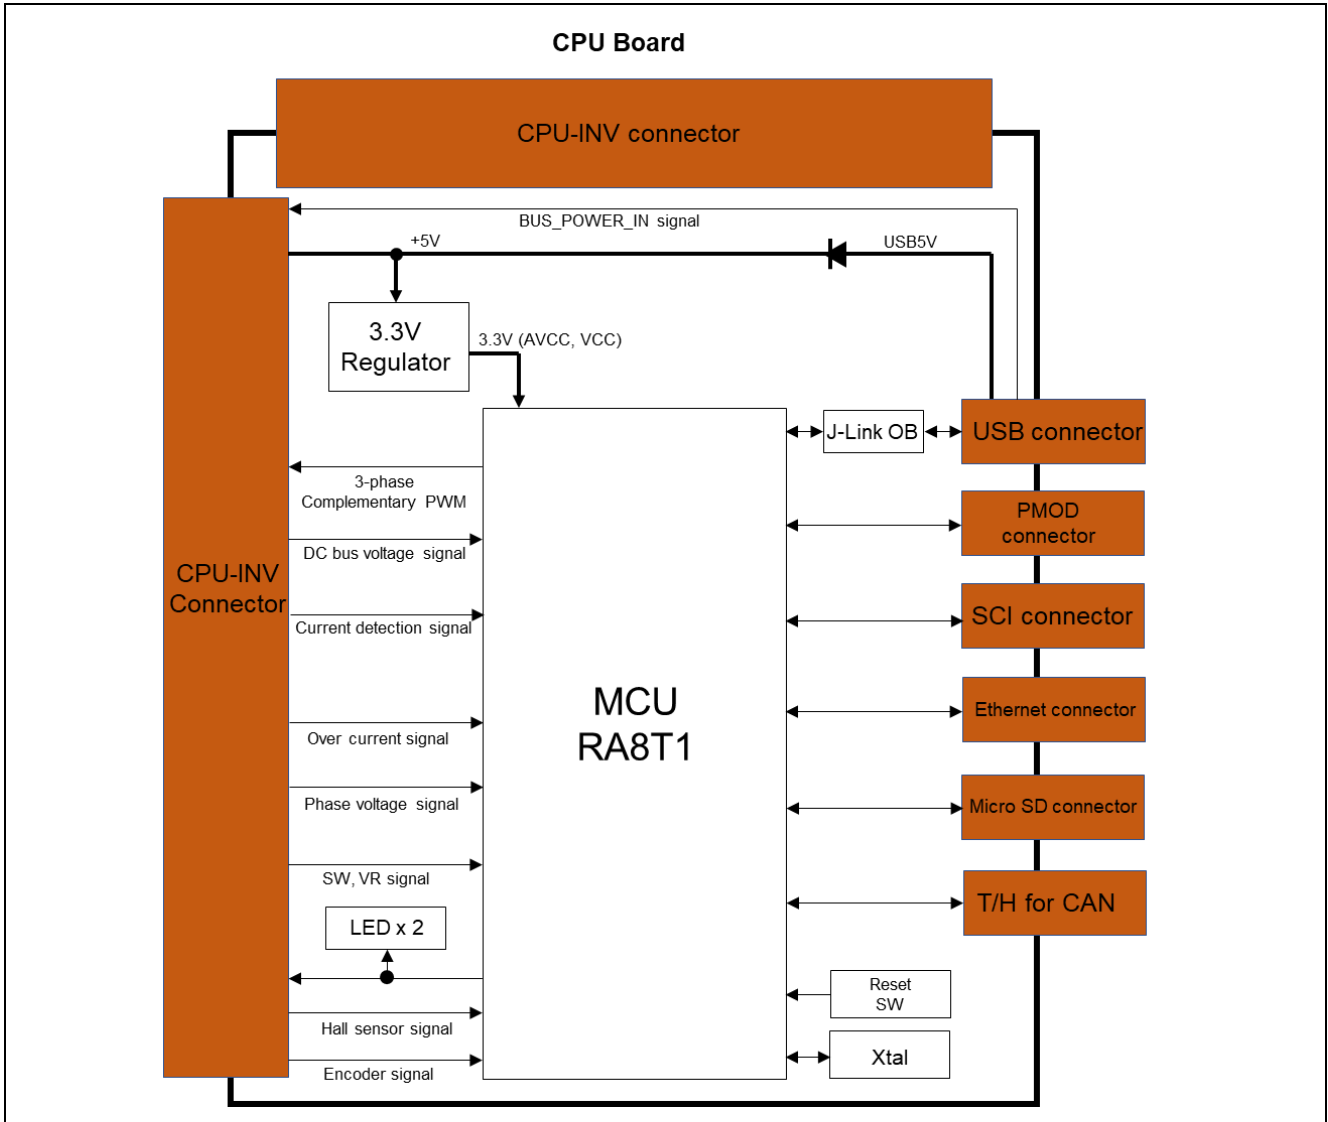 CPU Board
CPU-INV connector
BUS_POWER_IN signal
+5V
USB5V
3.3V
Regulator
3.3V (AVCC, VCC)
J-Link OB
USB connector
3-phase
Complementary PWM
PMOD
connector
DC bus voltage signal
CPU-INV
Connector
SCI connector
Current detection signal
MCU
RA8T1
Ethernet connector
Over current signal
Phase voltage signal
Micro SD connector
SW, VR signal
T/H for CAN
LED x 2
Reset
SW
Hall sensor signal
Xtal
Encoder signal